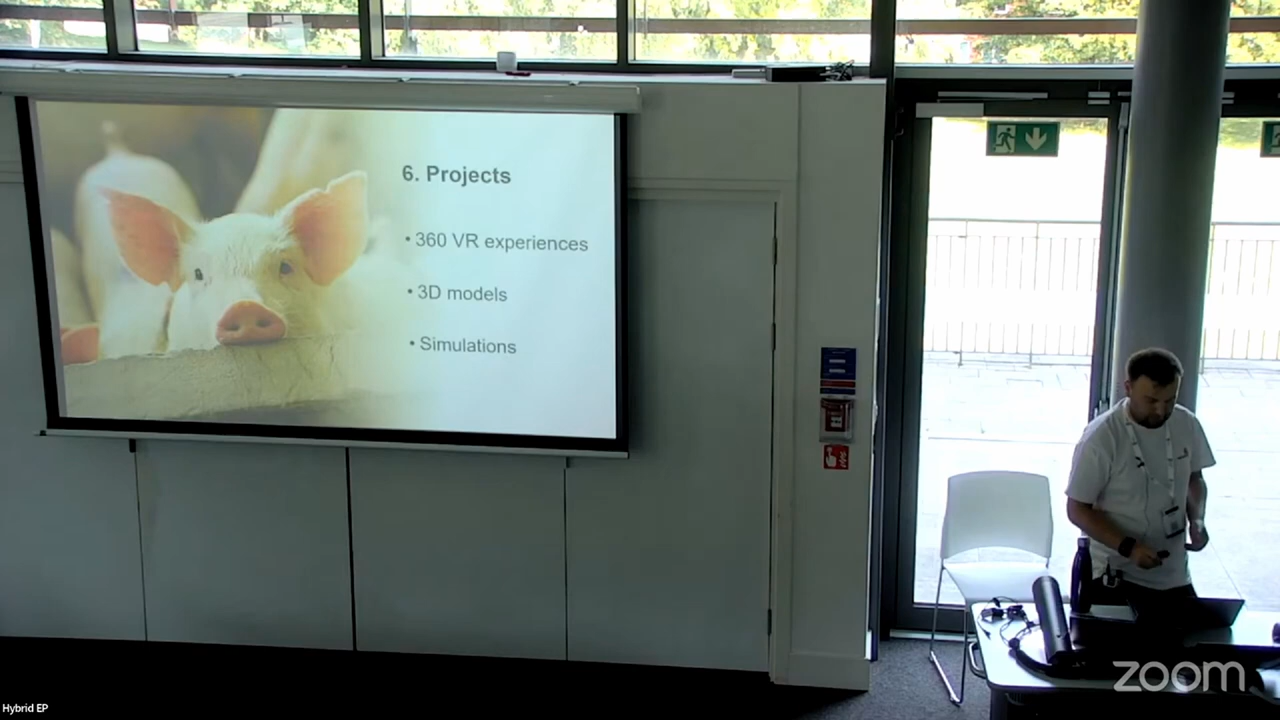 6. Projects
• 360 VR experiences
• 3D models
• Simulations
zoom
Hybrid EP